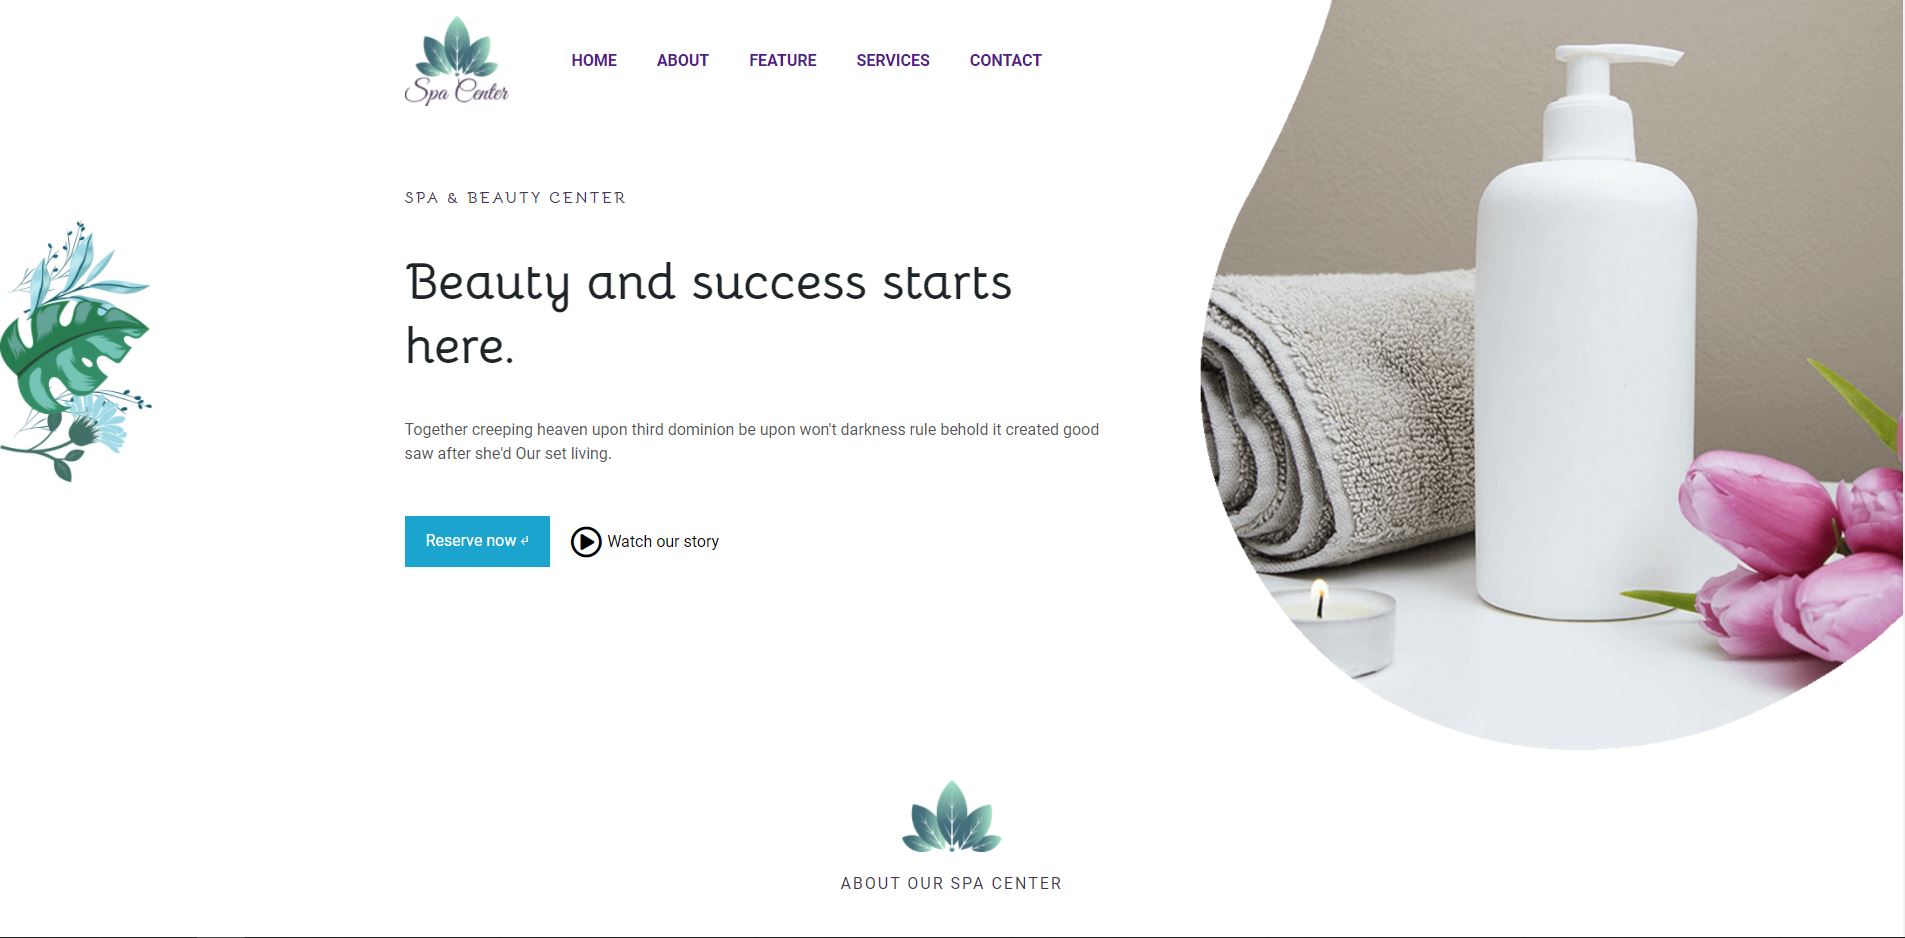 Spa Center
HOME
ABOUT
FEATURE
SERVICES
CONTACT
SPA & BEAUTY CENTER
Beauty and success starts
here.
Together creeping heaven upon third dominion be upon won't darkness rule behold it created good
saw after she'd Our set living.
Reserve now ↲
Watch our story
ABOUT OUR SPA CENTER